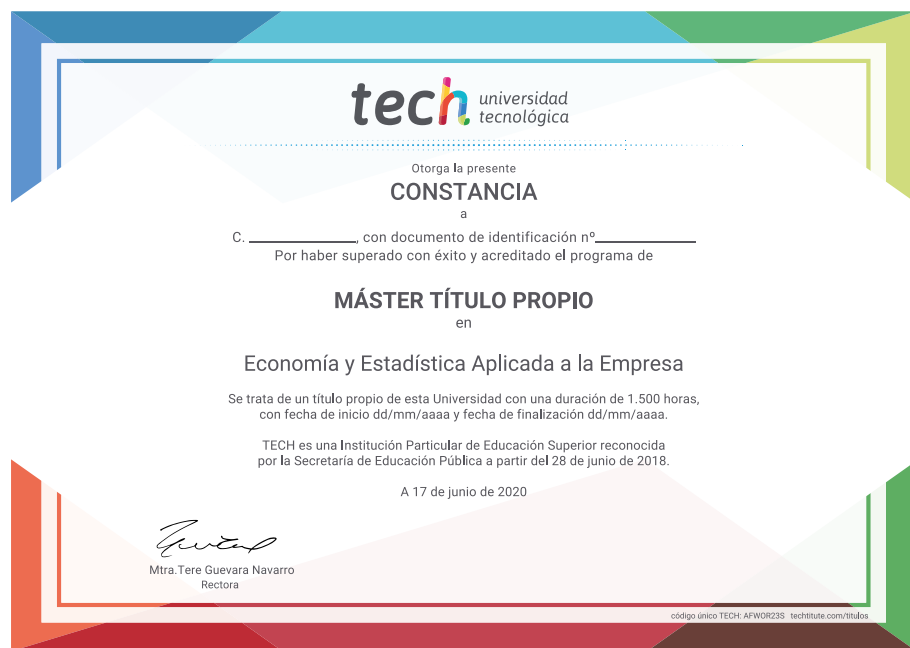 tech universidad
tecnológica
Otorga la presente
CONSTANCIA
a
C. ____________, con documento de identificación nº____________
Por haber superado con éxito y acreditado el programa de
MÁSTER TÍTULO PROPIO
en
Economía y Estadística Aplicada a la Empresa
Se trata de un título propio de esta Universidad con una duración de 1.500 horas,
con fecha de inicio dd/mm/aaaa y fecha de finalización dd/mm/aaaa.
TECH es una Institución Particular de Educación Superior reconocida
por la Secretaría de Educación Pública a partir del 28 de junio de 2018.
A 17 de junio de 2020
Mtra.Tere Guevara Navarro
Rectora
código único TECH: AFWOR23S techtitute.com/titulos